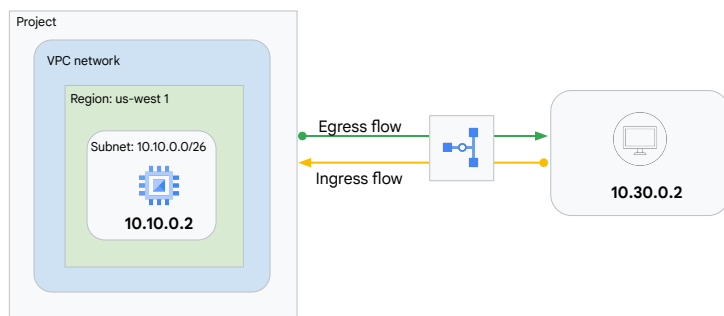 Project
VPC network
Region: us-west 1
Subnet: 10.10.0.0/26
10.10.0.2
Egress flow
Ingress flow
10.30.0.2